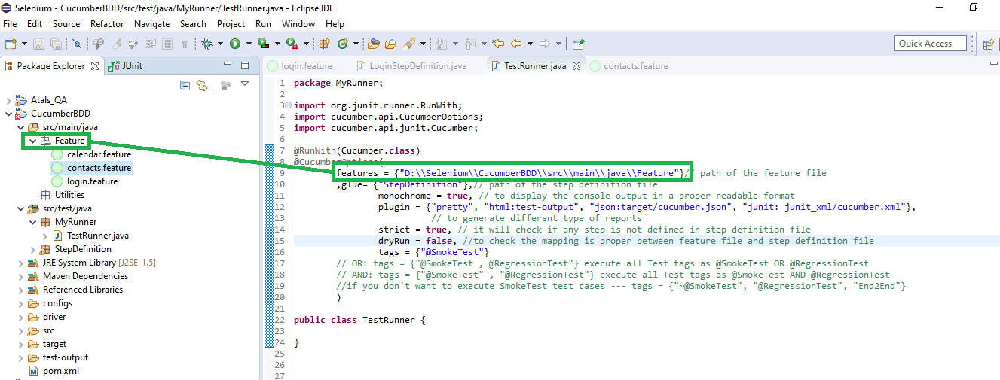 Selenium - CucumberBDD/src/test/java/MyRunner/TestRunner.java - Eclipse IDE
File Edit Source Refactor Navigate Search Project Run Window Help
Quick Access
Package Explorer JUnit
Atals_QA
CucumberBDD
src/main/java
Feature
calendar.feature
contacts.feature
login.feature
Utilities
src/test/java
MyRunner
TestRunner.java
StepDefinition
JRE System Library [J2SE-1.5]
Maven Dependencies
Referenced Libraries
configs
driver
src
target
test-output
pom.xml
login.feature LoginStepDefinition.java TestRunner.java contacts.feature
1 package MyRunner;
2
3 import org.junit.runner.RunWith;
4 import cucumber.api.CucumberOptions;
5 import cucumber.api.junit.Cucumber;
6
7 @RunWith(Cucumber.class)
8 @CucumberOptions(
9 features = {"D:\\Selenium\\CucumberBDD\\src\\main\\java\\Feature"}// path of the feature file
10 ,glue= {"StepDefinition"},// path of the step definition file
11 monochrome = true, // to display the console output in a proper readable format
12 plugin = {"pretty", "html:test-output", "json:target/cucumber.json", "junit: junit_xml/cucumber.xml"},
13 // to generate different type of reports
14 strict = true, // it will check if any step is not defined in step definition file
15 dryRun = false, //to check the mapping is proper between feature file and step definition file
16 tags = {"@SmokeTest"}
17 // OR: tags = {"@SmokeTest , @RegressionTest"} execute all Test tags as @SmokeTest OR @RegressionTest
18 // AND: tags = {"@SmokeTest" , "@RegressionTest"} execute all Test tags as @SmokeTest AND @RegressionTest
19 //if you don't want to execute SmokeTest test cases --- tags = {"~@SmokeTest", "@RegressionTest", "End2End"}
20 )
21
22 public class TestRunner {
23
24 }
25
26
27